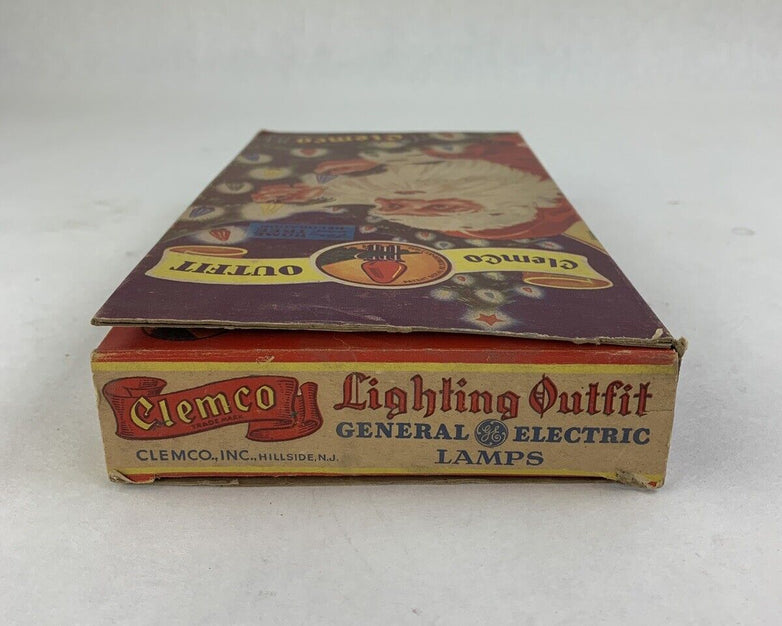 Clemco
Clemco
OUTFIT
Clemco
TRADE MARK
CLEMCO., INC., HILLSIDE, N.J.
Lighting Outfit
GENERAL GE ELECTRIC
LAMPS